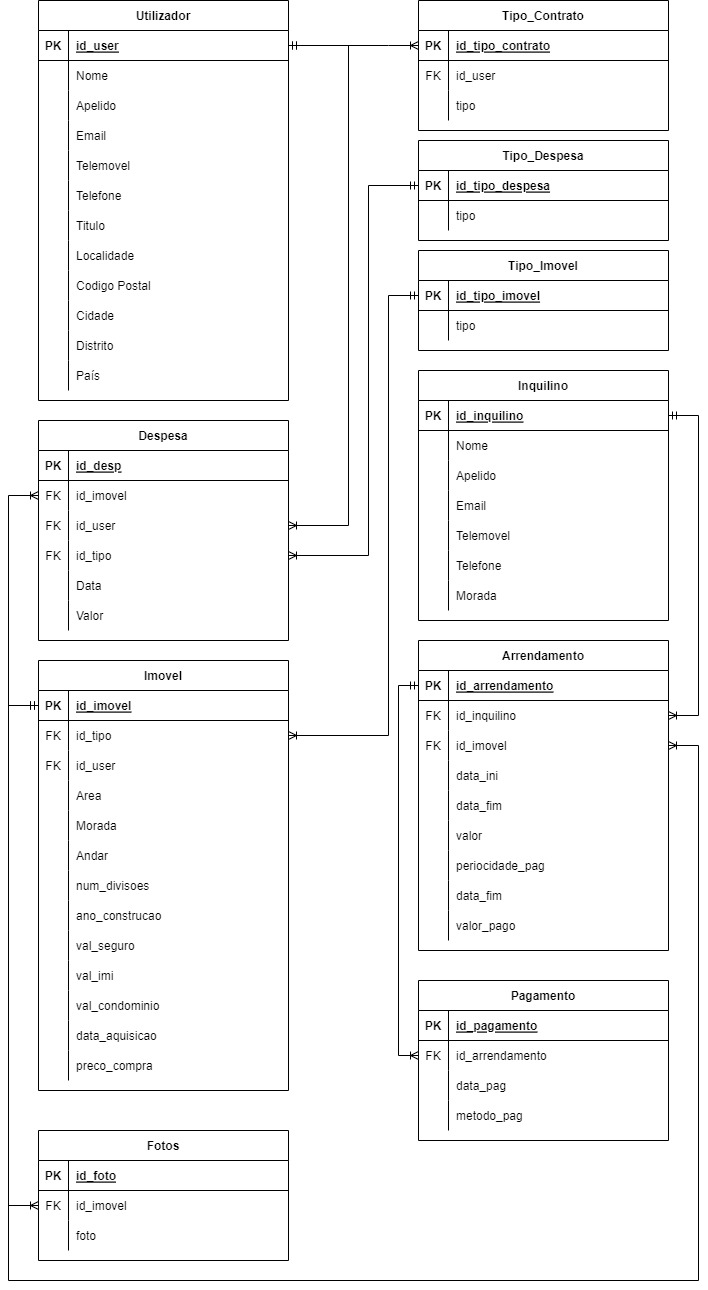 Utilizador
PK id_user
Nome
Apelido
Email
Telemovel
Telefone
Titulo
Localidade
Codigo Postal
Cidade
Distrito
País
Despesa
PK id_desp
FK id_imovel
FK id_user
FK id_tipo
Data
Valor
Imovel
PK id_imovel
FK id_tipo
FK id_user
Area
Morada
Andar
num_divisoes
ano_construcao
val_seguro
val_imi
val_condominio
data_aquisicao
preco_compra
Fotos
PK id_foto
FK id_imovel
foto
Tipo_Contrato
PK id_tipo_contrato
FK id_user
tipo
Tipo_Despesa
PK id_tipo_despesa
tipo
Tipo_Imovel
PK id_tipo_imovel
tipo
Inquilino
PK id_inquilino
Nome
Apelido
Email
Telemovel
Telefone
Morada
Arrendamento
PK id_arrendamento
FK id_inquilino
FK id_imovel
data_ini
data_fim
valor
periocidade_pag
data_fim
valor_pago
Pagamento
PK id_pagamento
FK id_arrendamento
data_pag
metodo_pag